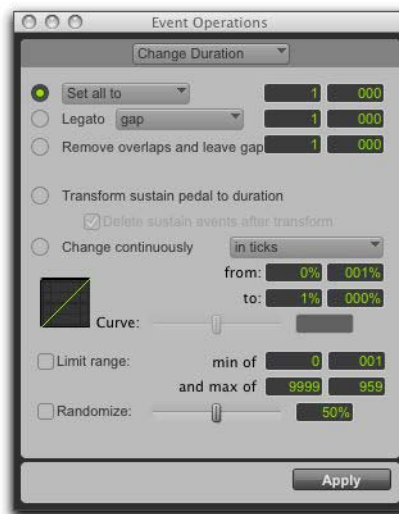 Event Operations
Change Duration
Set all to 1 000
Legato gap 1 000
Remove overlaps and leave gap 1 000
Transform sustain pedal to duration
Delete sustain events after transform
Change continuously in ticks
from: 0% 001%
to: 1% 000%
Curve:
Limit range: min of 0 001
and max of 9999 959
Randomize: 50%
Apply